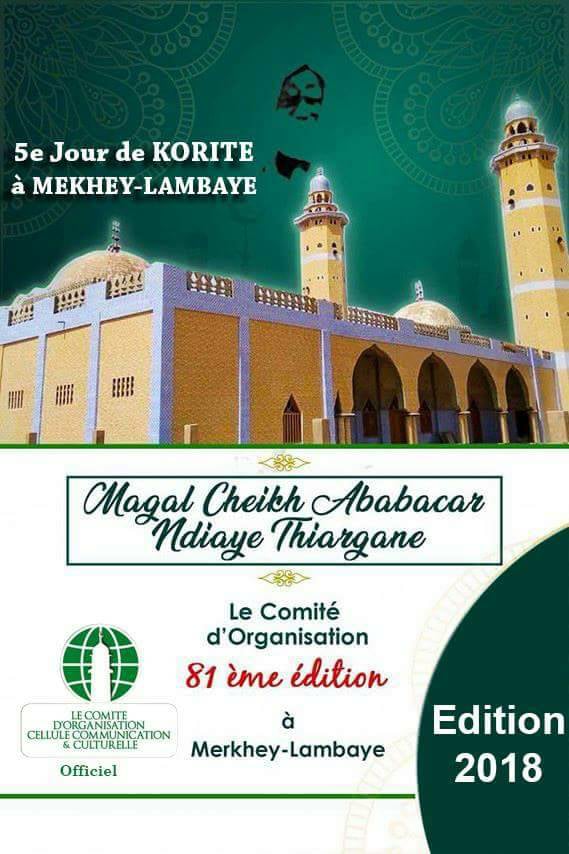 5e Jour de KORITE
à MEKHEY-LAMBAYE
Magal Cheikh Ababacar
Ndiaye Thiargane
Le Comité
d'Organisation
81 ème édition
à
Merkhey-Lambaye
LE COMITE
D'ORGANISATION
CELLULE COMMUNICATION
& CULTURELLE
Officiel
Edition
2018